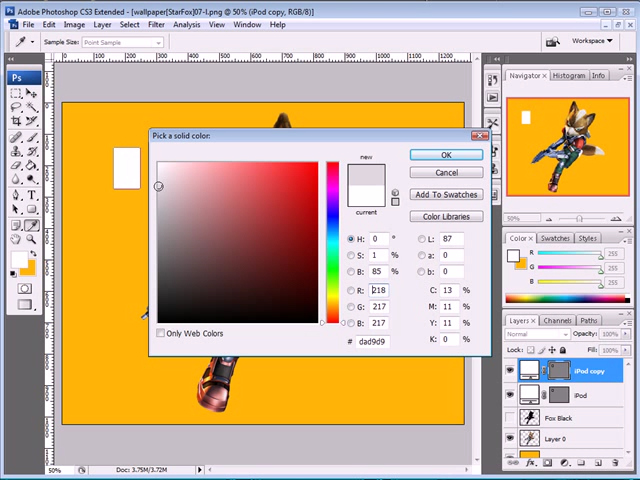 Adobe Photoshop CS3 Extended - [wallpaper[StarFox]07-l.png @ 50% (iPod copy, RGB/8)]
File Edit Image Layer Select Filter Analysis View Window Help
Sample Size: Point Sample
Workspace
Ps
Navigator Histogram Info
50%
Pick a solid color:
new
current
OK
Cancel
Add To Swatches
Color Libraries
H: 0 °
S: 1 %
B: 85 %
R: 218
G: 217
B: 217
# dad9d9
L: 87
a: 0
b: 0
C: 13 %
M: 11 %
Y: 11 %
K: 0 %
Only Web Colors
Color Swatches Styles
R 255
G 255
B 255
Layers Channels Paths
Normal Opacity: 100%
Lock: Fill: 100%
iPod copy
iPod
Fox Black
Layer 0
50% Doc: 3.75M/3.72M